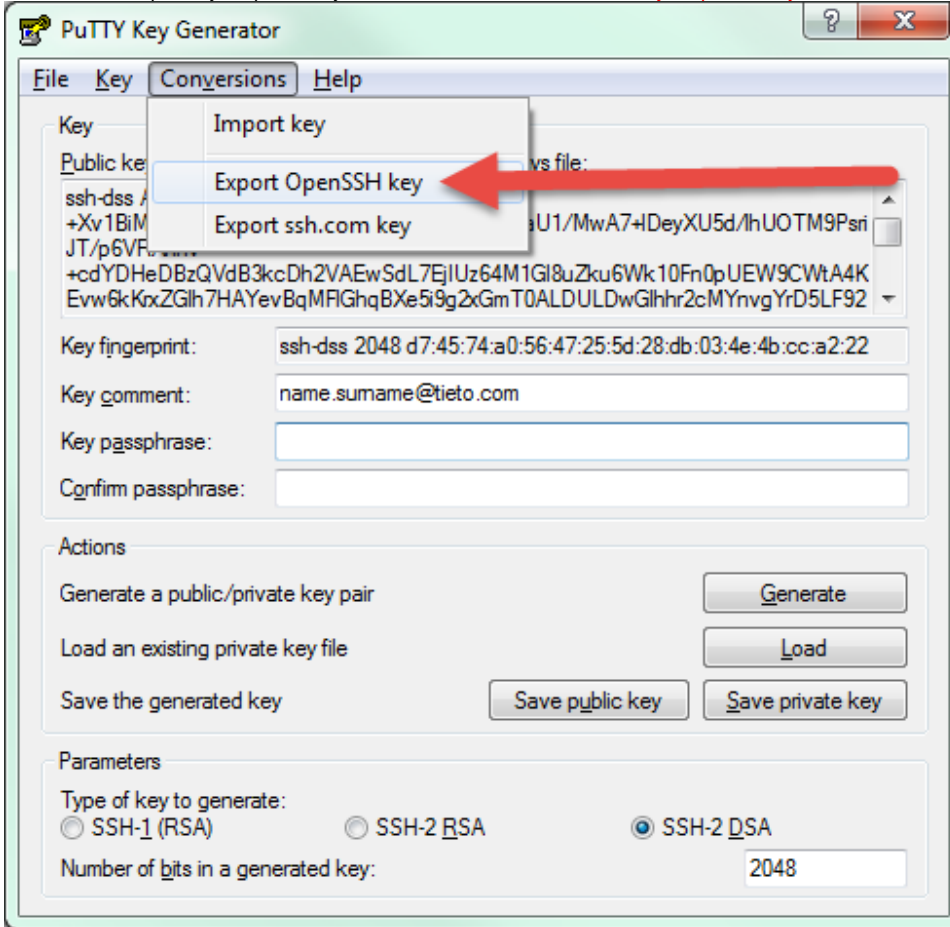 PuTTY Key Generator
File Key Conversions Help
Import key
Export OpenSSH key
Export ssh.com key
Key
Public ke ys file:
ssh-dss A
+Xv1BiM aU1/MwA7+IDeyXU5d/lhUOTM9Psri
JT/p6VF
+cdYDHeDBzQVdB3kcDh2VAEwSdL7EjIUz64M1Gl8uZku6Wk10Fn0pUEW9CWtA4K
Evw6kKrxZGlh7HAYevBqMFlGhqBXe5i9g2xGmT0ALDULDwGlhhr2cMYnvgYrD5LF92
Key fingerprint: ssh-dss 2048 d7:45:74:a0:56:47:25:5d:28:db:03:4e:4b:cc:a2:22
Key comment: name.surname@tieto.com
Key passphrase:
Confirm passphrase:
Actions
Generate a public/private key pair Generate
Load an existing private key file Load
Save the generated key Save public key Save private key
Parameters
Type of key to generate:
SSH-1 (RSA) SSH-2 RSA SSH-2 DSA
Number of bits in a generated key: 2048